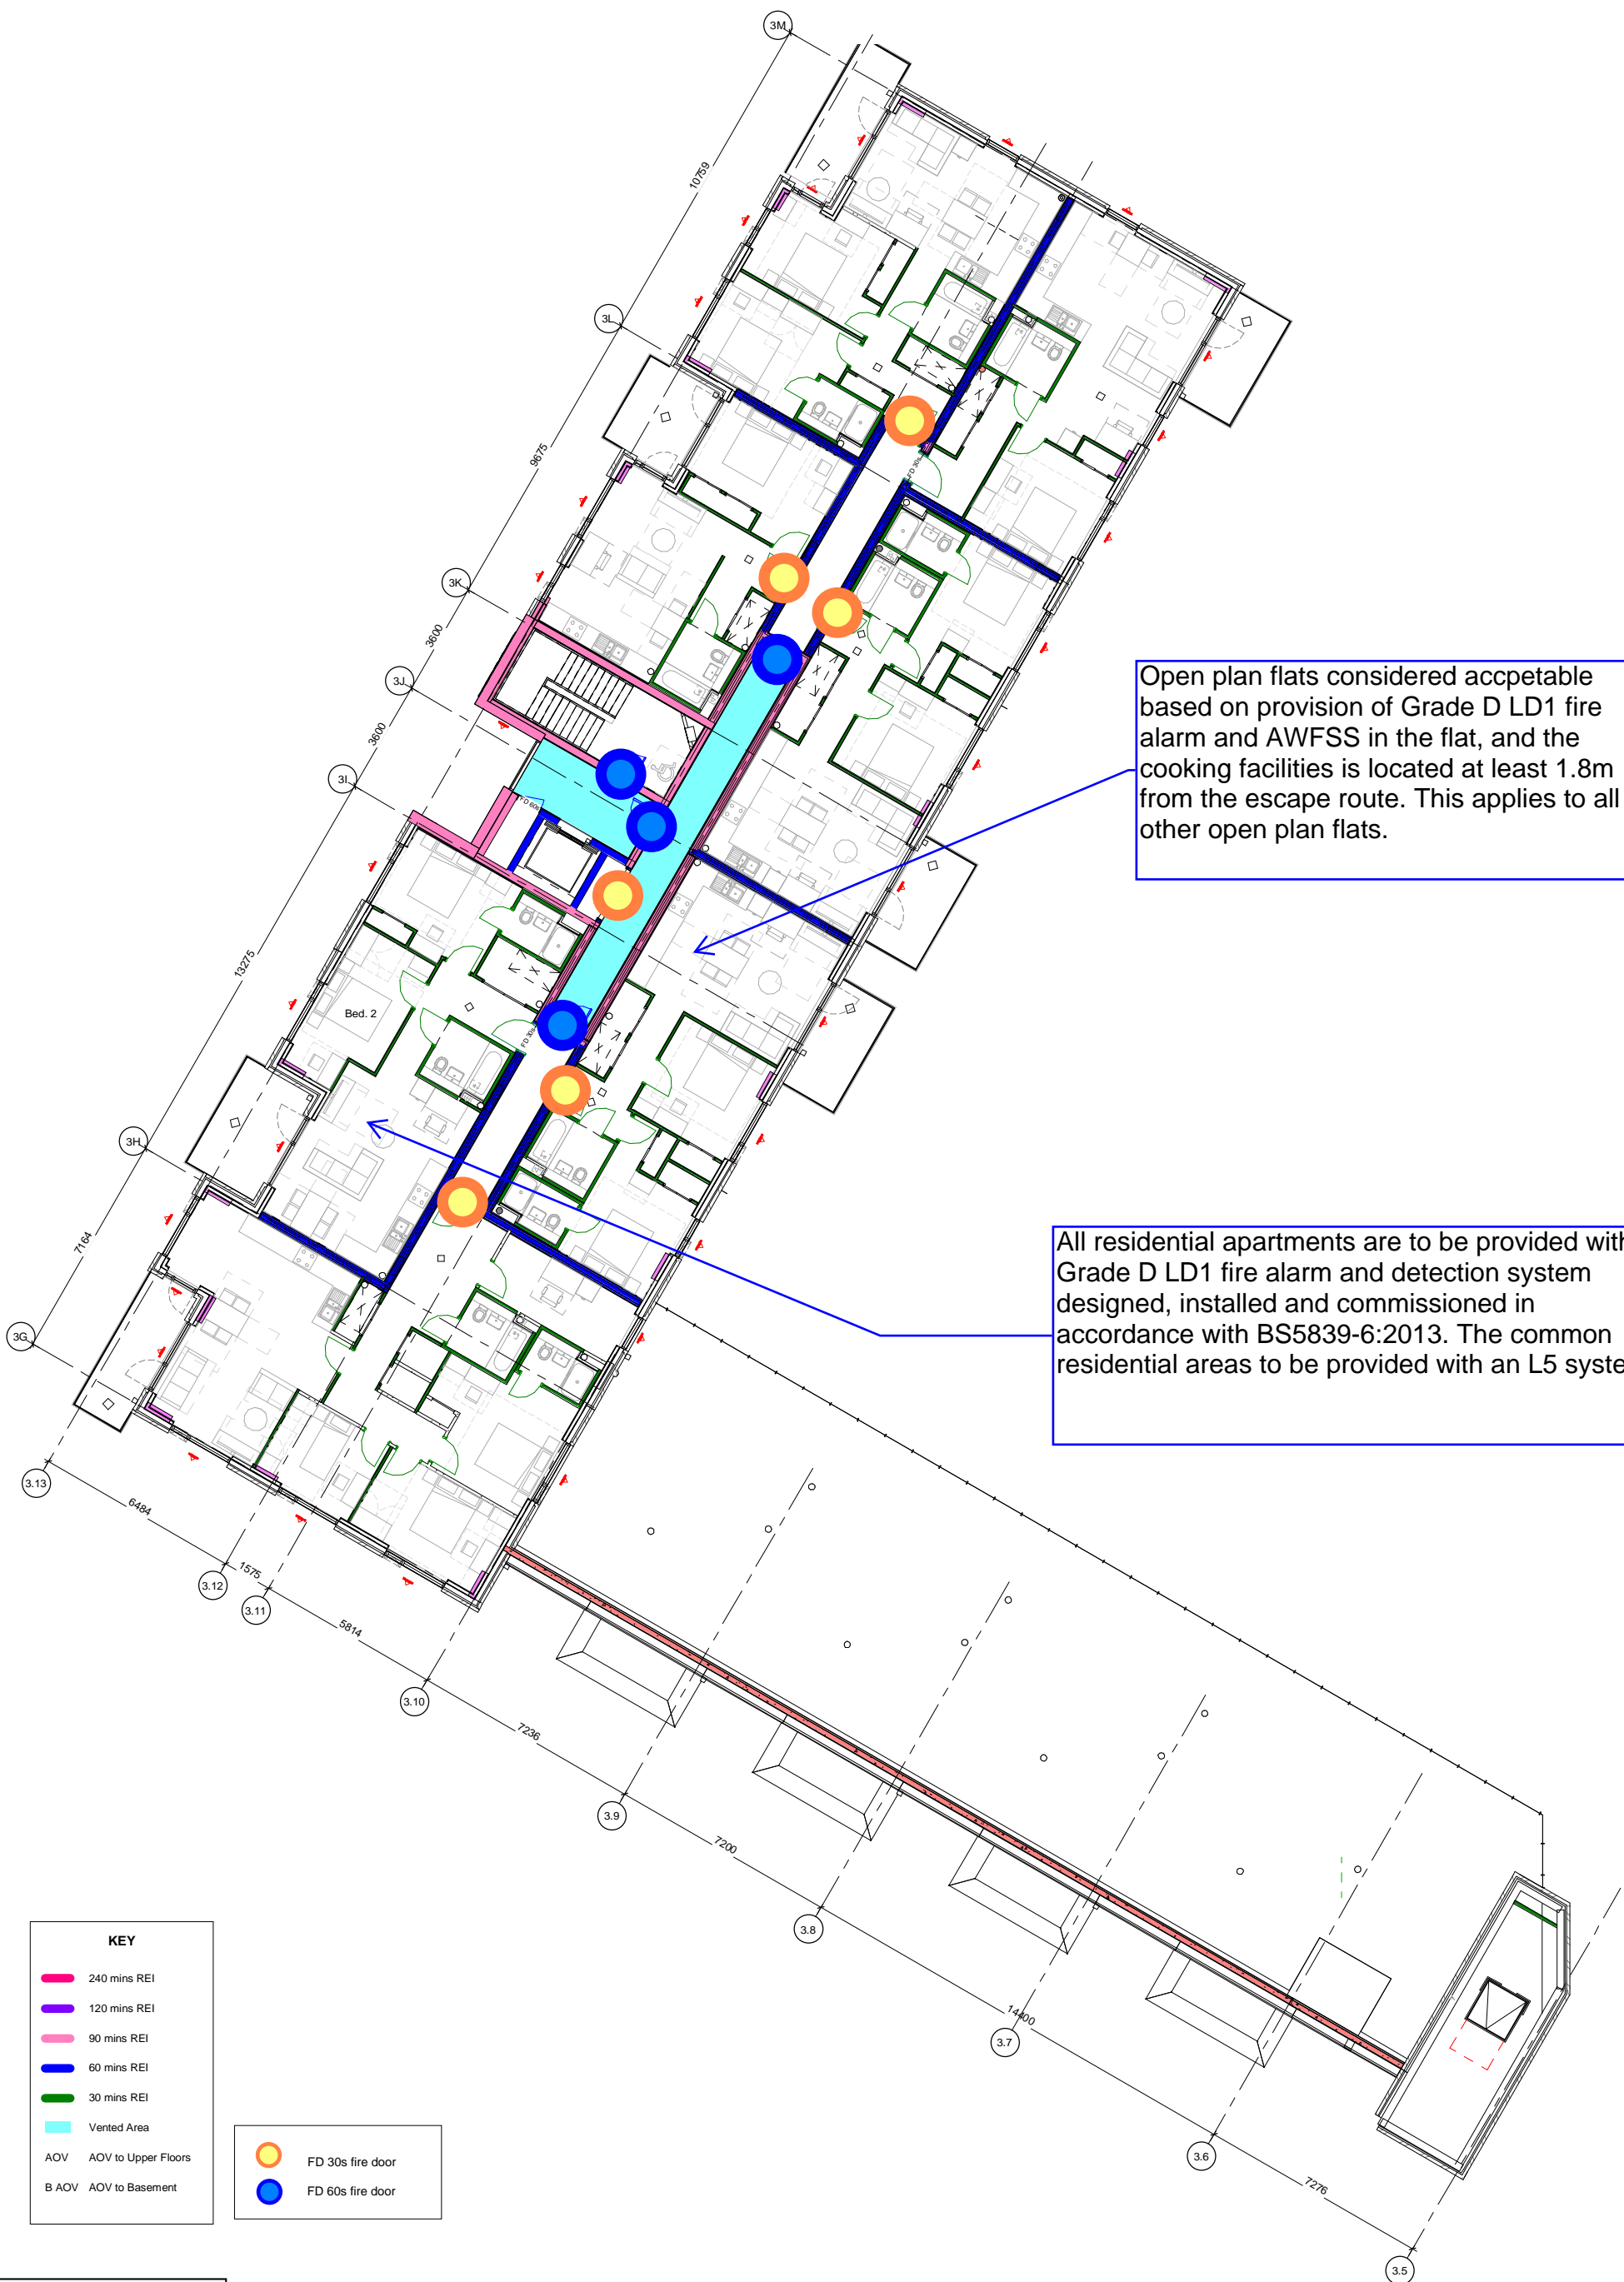 3M
10759
3L
9675
3K
3600
3J
3600
3I
13275
3H
7164
3G
FD 30s
FD 60s
FD 30s
Bed. 2
Open plan flats considered accpetable
based on provision of Grade D LD1 fire
alarm and AWFSS in the flat, and the
cooking facilities is located at least 1.8m
from the escape route. This applies to all
other open plan flats.
All residential apartments are to be provided with
Grade D LD1 fire alarm and detection system
designed, installed and commissioned in
accordance with BS5839-6:2013. The common
residential areas to be provided with an L5 syste
3.13
6484
3.12
1575
3.11
5814
3.10
7236
3.9
7200
3.8
14400
3.7
3.6
7276
3.5
KEY
240 mins REI
120 mins REI
90 mins REI
60 mins REI
30 mins REI
Vented Area
AOV AOV to Upper Floors
B AOV AOV to Basement
FD 30s fire door
FD 60s fire door